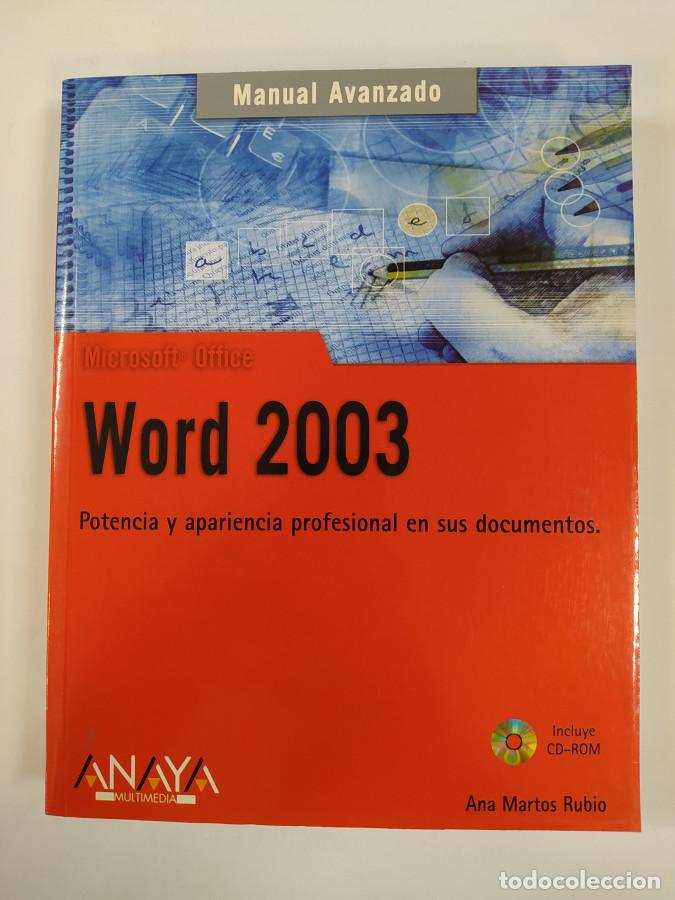 Manual Avanzado
a b c d e f
Microsoft® Office
Word 2003
Potencia y apariencia profesional en sus documentos.
Incluye
CD-ROM
ANAYA
MULTIMEDIA
Ana Martos Rubio
todocoleccion